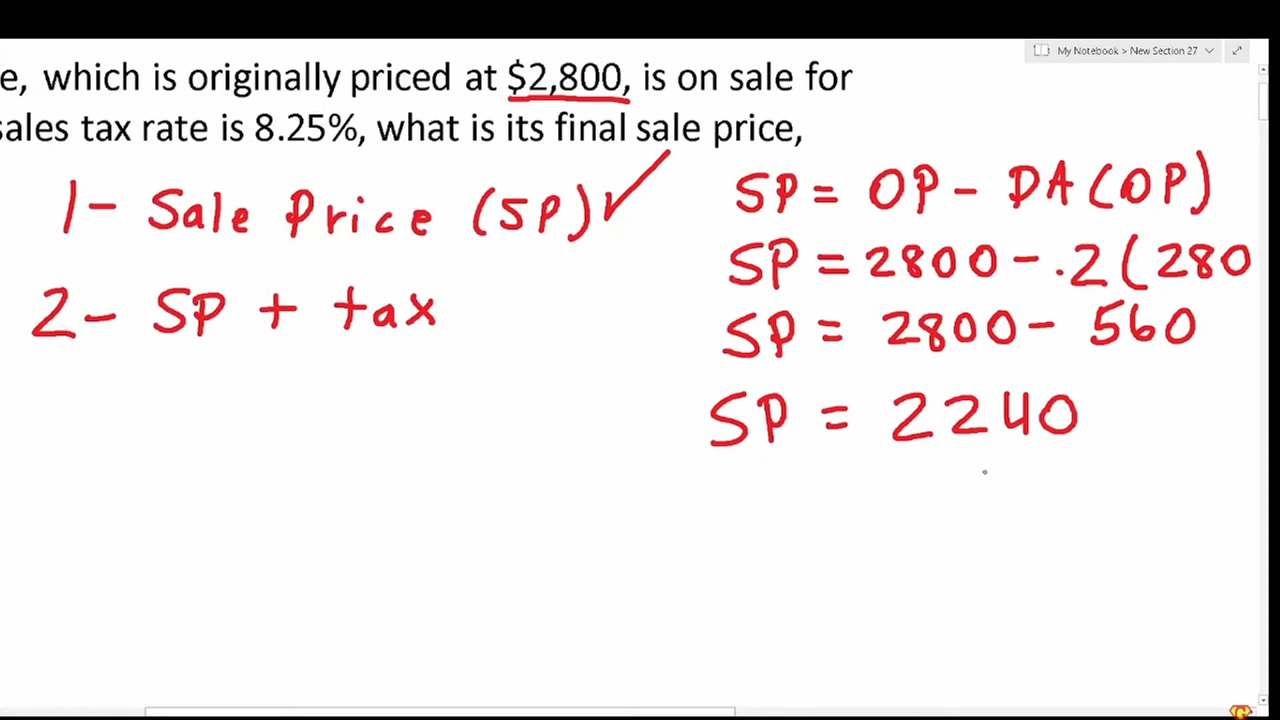 My Notebook > New Section 27
e, which is originally priced at $2,800, is on sale for
sales tax rate is 8.25%, what is its final sale price,
1- Sale Price (SP)✓
2- SP + tax
SP = OP - DA(OP)
SP = 2800 - .2(280
SP = 2800 - 560
SP = 2240